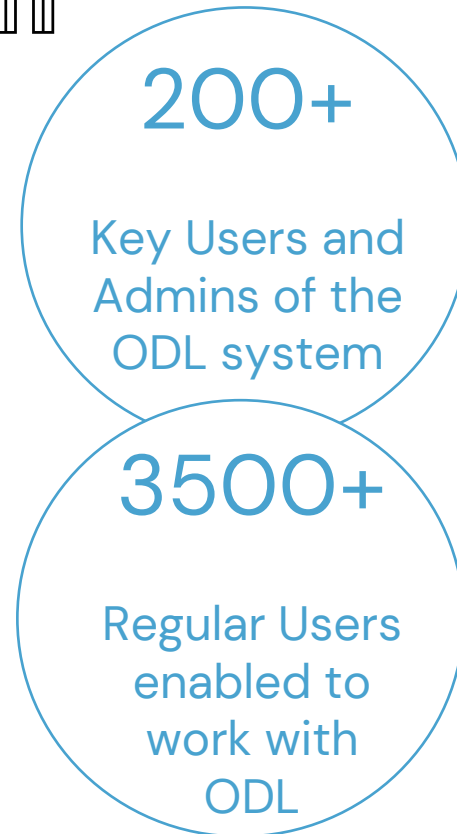 200+
Key Users and
Admins of the
ODL system
3500+
Regular Users
enabled to
work with
ODL